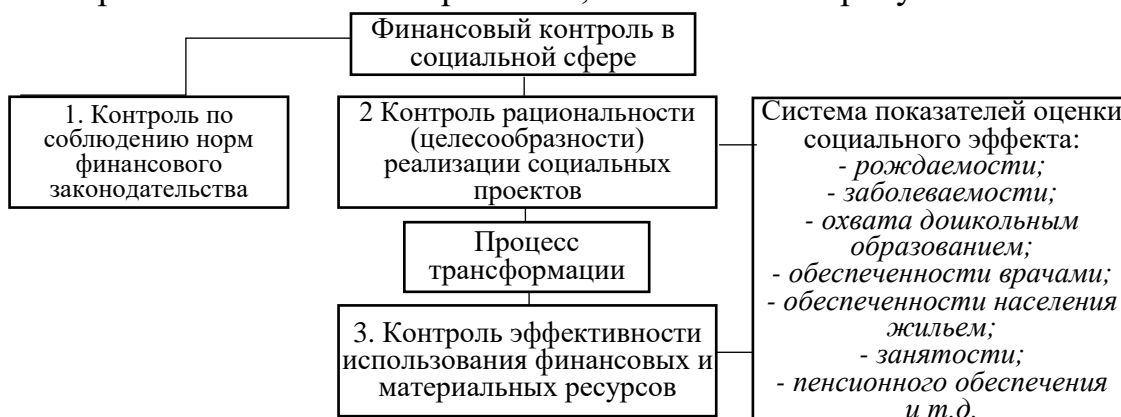 Финансовый контроль в
социальной сфере
1. Контроль по
соблюдению норм
финансового
законодательства
2 Контроль рациональности
(целесообразности)
реализации социальных
проектов
Процесс
трансформации
3. Контроль эффективности
использования финансовых и
материальных ресурсов
Система показателей оценки
социального эффекта:
- рождаемости;
- заболеваемости;
- охвата дошкольным
образованием;
- обеспеченности врачами;
- обеспеченности населения
жильем;
- занятости;
- пенсионного обеспечения
и т.д.